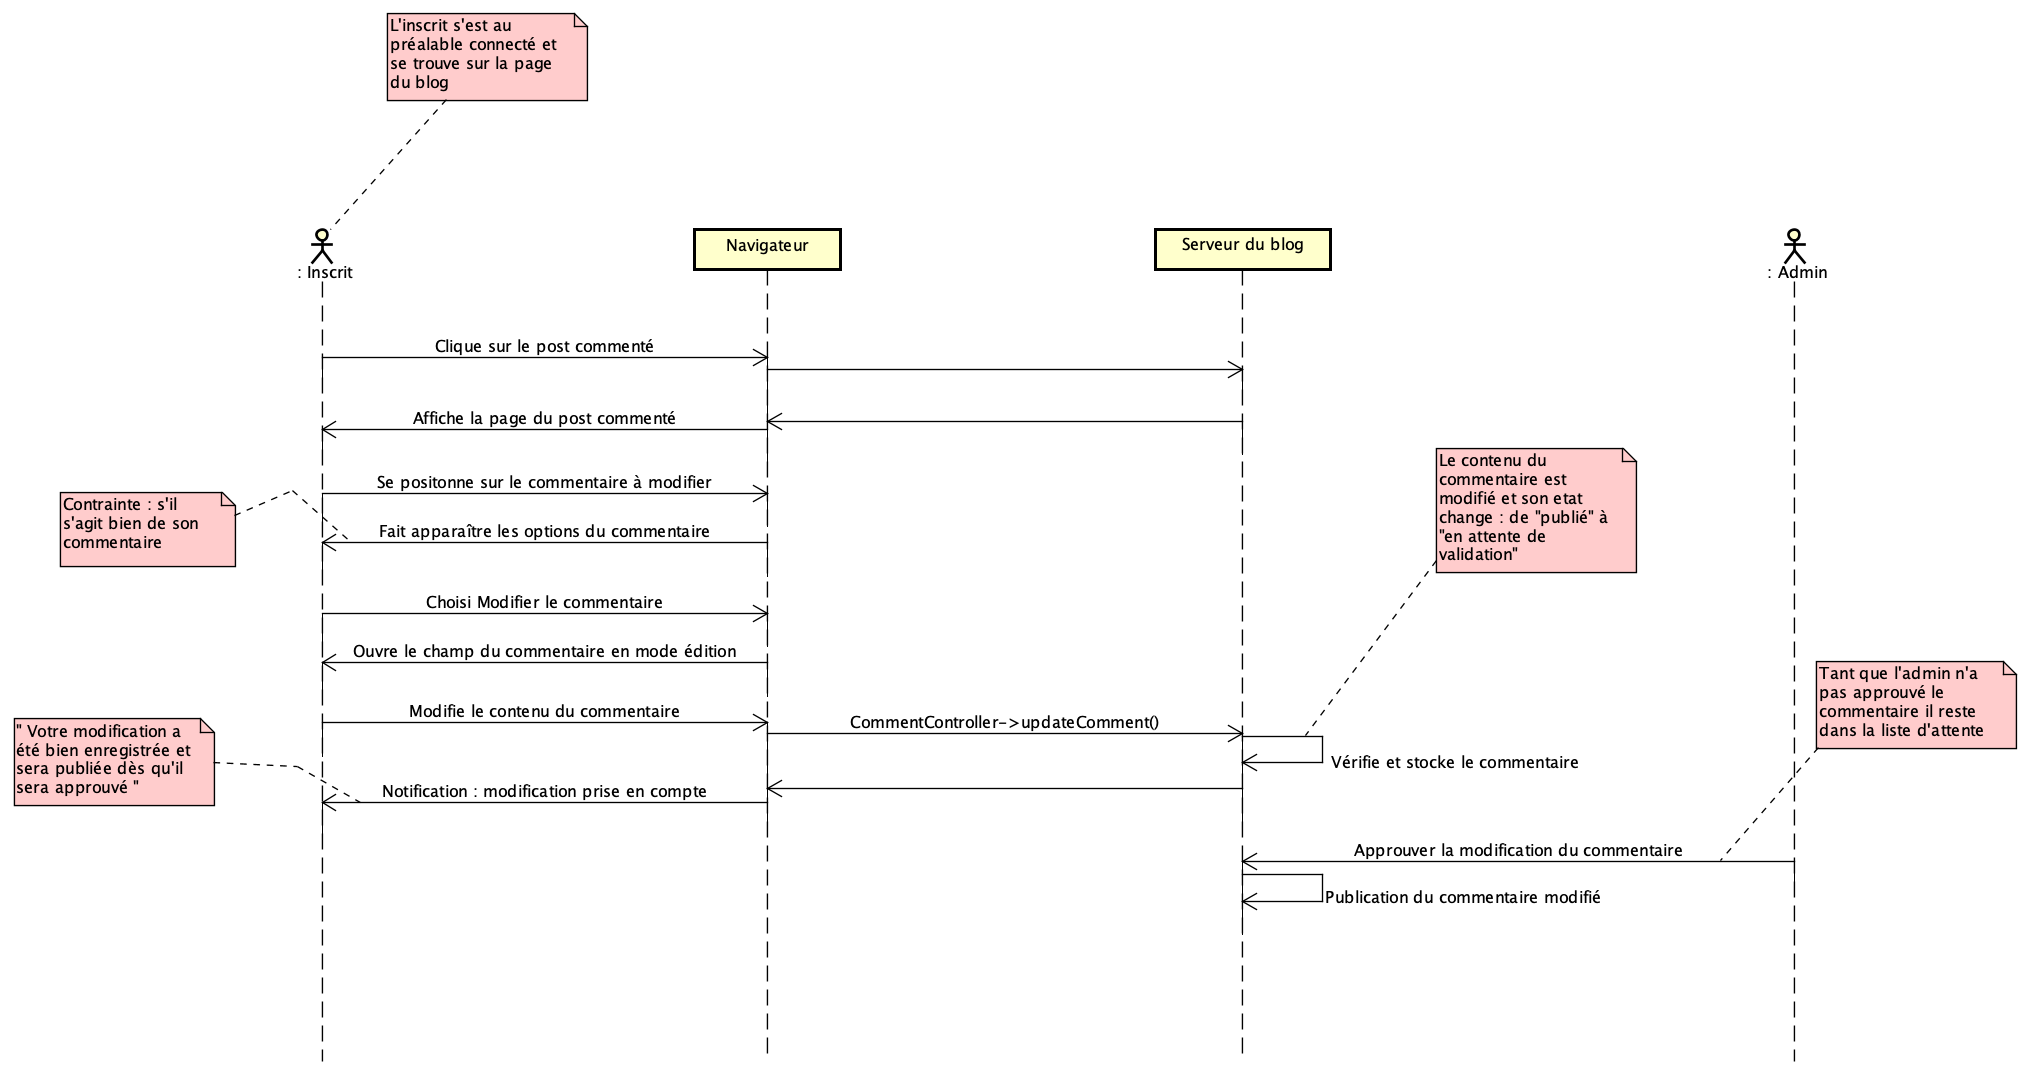 L'inscrit s'est au
préalable connecté et
se trouve sur la page
du blog
: Inscrit
Navigateur
Serveur du blog
: Admin
Clique sur le post commenté
Affiche la page du post commenté
Se positonne sur le commentaire à modifier
Contrainte : s'il
s'agit bien de son
commentaire
Fait apparaître les options du commentaire
Le contenu du
commentaire est
modifié et son etat
change : de "publié" à
"en attente de
validation"
Choisi Modifier le commentaire
Ouvre le champ du commentaire en mode édition
Tant que l'admin n'a
pas approuvé le
commentaire il reste
dans la liste d'attente
Modifie le contenu du commentaire
CommentController->updateComment()
" Votre modification a
été bien enregistrée et
sera publiée dès qu'il
sera approuvé "
Vérifie et stocke le commentaire
Notification : modification prise en compte
Approuver la modification du commentaire
Publication du commentaire modifié